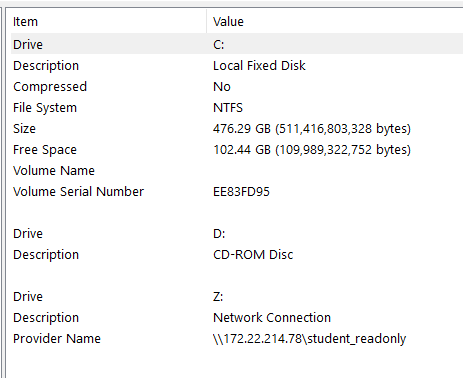 Item Value
Drive C:
Description Local Fixed Disk
Compressed No
File System NTFS
Size 476.29 GB (511,416,803,328 bytes)
Free Space 102.44 GB (109,989,322,752 bytes)
Volume Name
Volume Serial Number EE83FD95
Drive D:
Description CD-ROM Disc
Drive Z:
Description Network Connection
Provider Name \\172.22.214.78\student_readonly